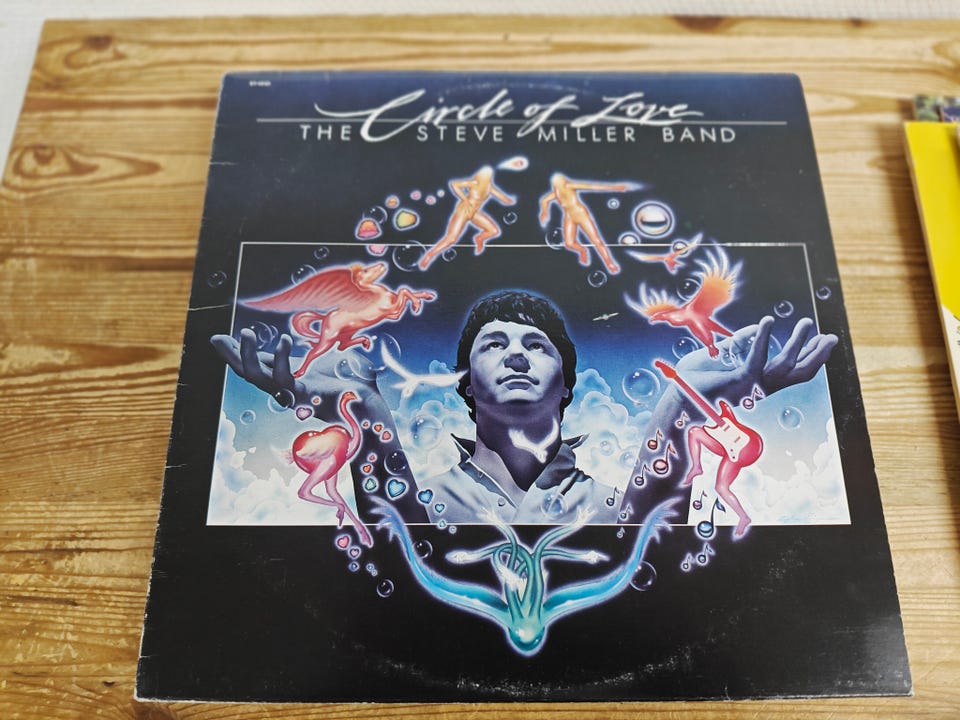 Circle of Love
THE STEVE MILLER BAND